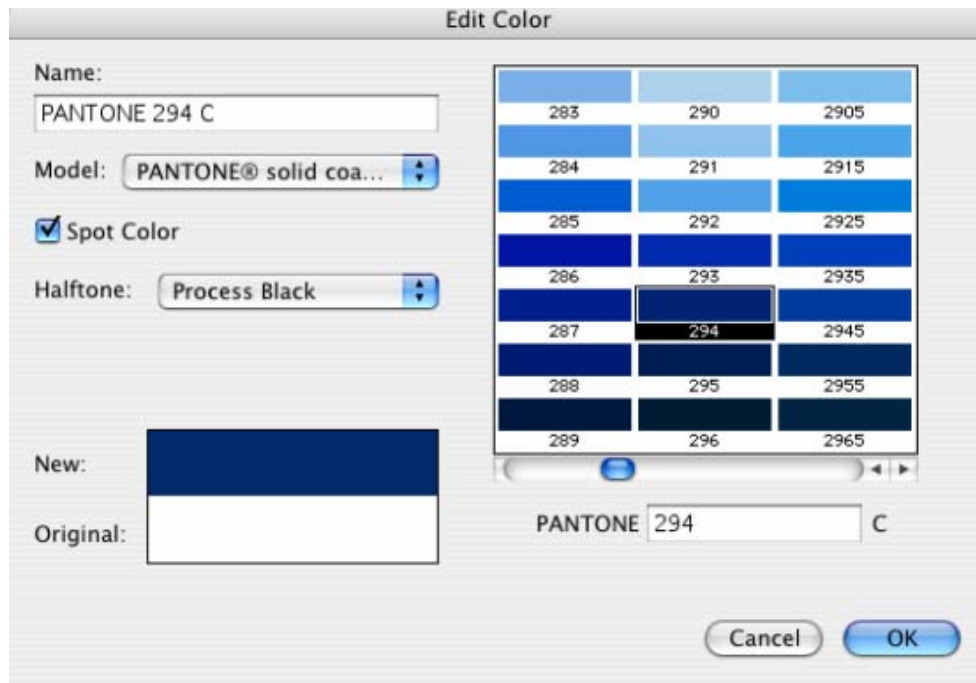 Edit Color
Name:
PANTONE 294 C
Model: PANTONE® solid coa...
Spot Color
Halftone: Process Black
New:
Original:
283 290 2905
284 291 2915
285 292 2925
286 293 2935
287 294 2945
288 295 2955
289 296 2965
PANTONE 294 C
Cancel OK